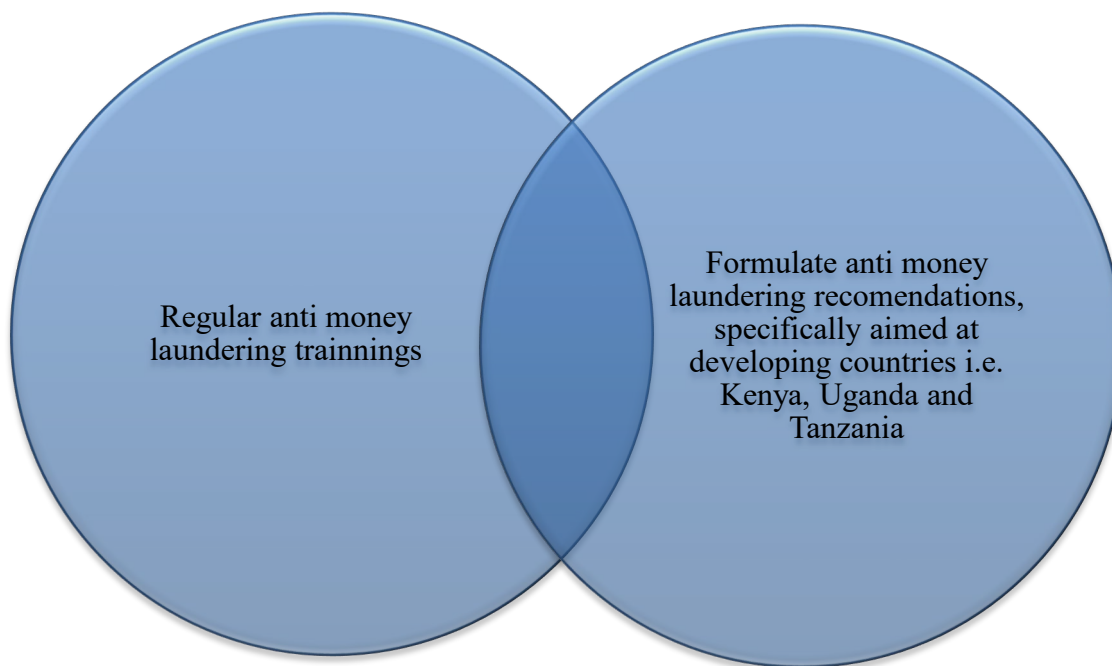 Regular anti money
laundering trainnings
Formulate anti money
laundering recomendations,
specifically aimed at
developing countries i.e.
Kenya, Uganda and
Tanzania